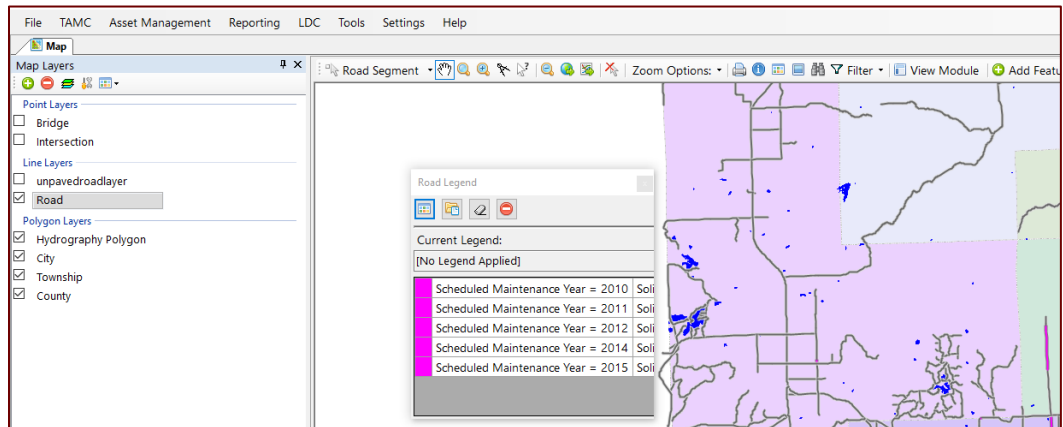 File TAMC Asset Management Reporting LDC Tools Settings Help
Map
Map Layers
Road Segment Zoom Options: Filter View Module Add Featu
Point Layers
Bridge
Intersection
Line Layers
unpavedroadlayer
Road
Polygon Layers
Hydrography Polygon
City
Township
County
Road Legend
Current Legend:
[No Legend Applied]
Scheduled Maintenance Year = 2010 Soli
Scheduled Maintenance Year = 2011 Soli
Scheduled Maintenance Year = 2012 Soli
Scheduled Maintenance Year = 2014 Soli
Scheduled Maintenance Year = 2015 Soli